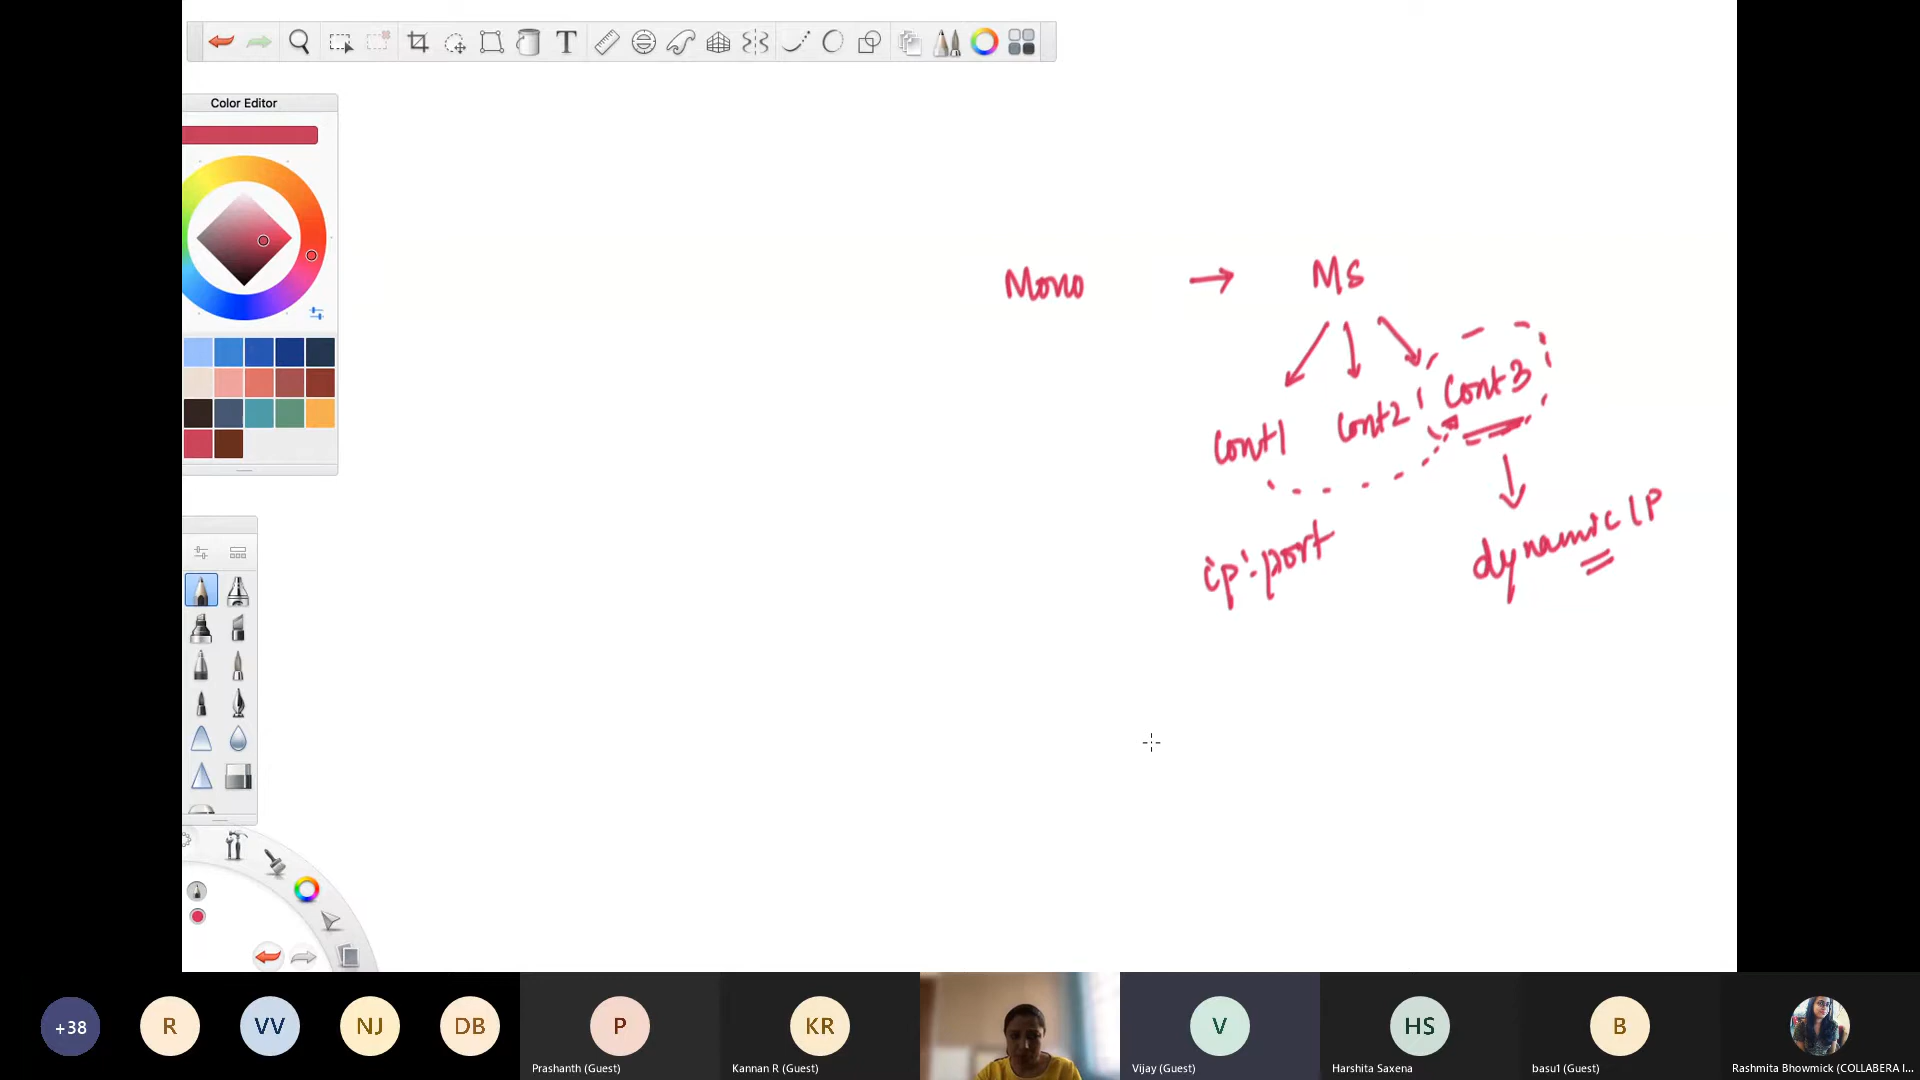 Color Editor
Mono → MS
Cont1 Cont2 Cont3
ip:port
dynamic IP
+38 R VV NJ DB P KR V HS B
Prashanth (Guest) Kannan R (Guest) Vijay (Guest) Harshita Saxena basu1 (Guest) Rashmita Bhowmick (COLLABERA I...